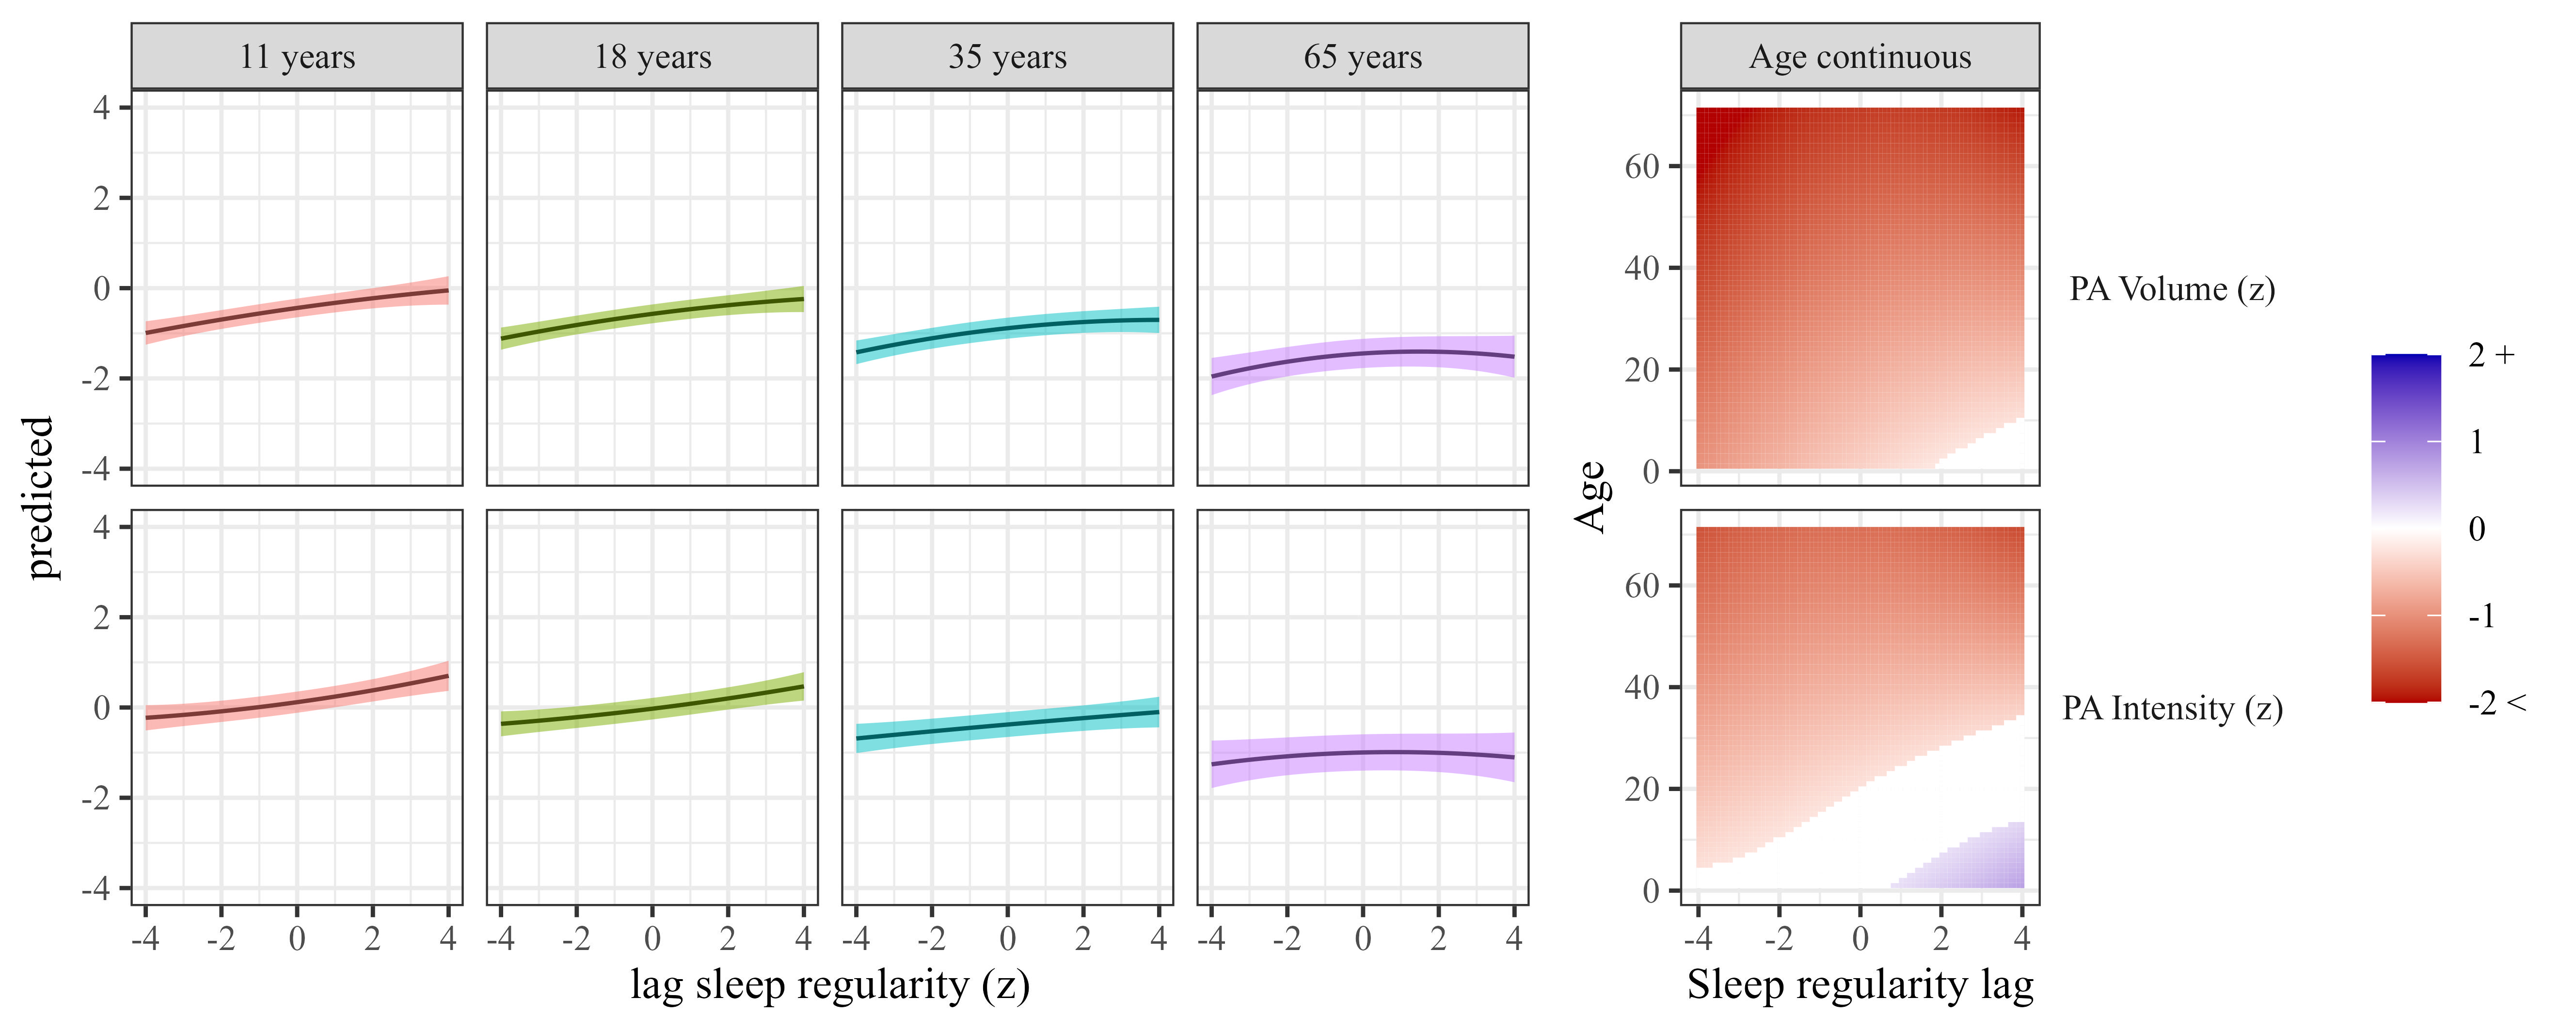 11 years
18 years
35 years
65 years
Age continuous
predicted
4
2
0
-2
-4
4
2
0
-2
-4
-4 -2 0 2 4
-4 -2 0 2 4
-4 -2 0 2 4
-4 -2 0 2 4
lag sleep regularity (z)
Age
60
40
20
0
60
40
20
0
-4 -2 0 2 4
Sleep regularity lag
PA Volume (z)
PA Intensity (z)
2 +
1
0
-1
-2 <